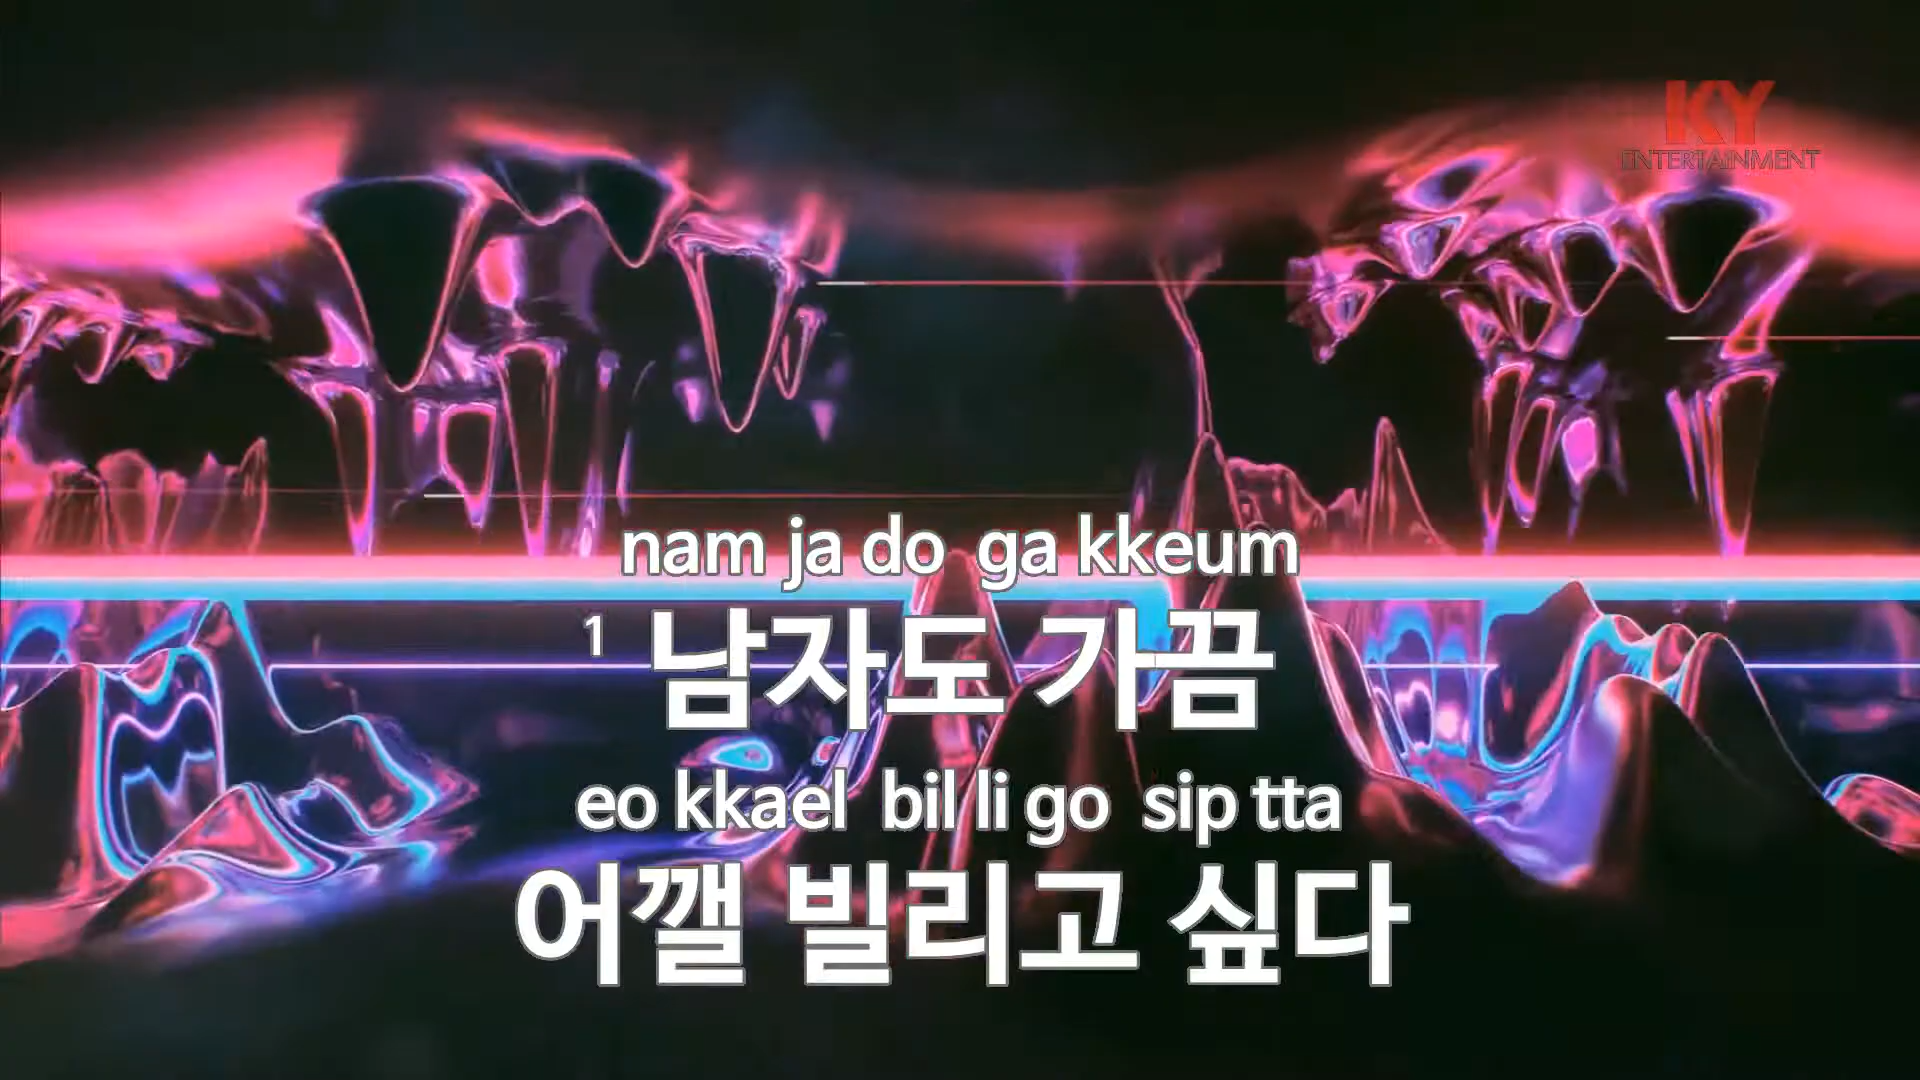 KY
ENTERTAINMENT
nam ja do ga kkeum
1 남자도 가끔
eo kkael bil li go sip tta
어깰 빌리고 싶다